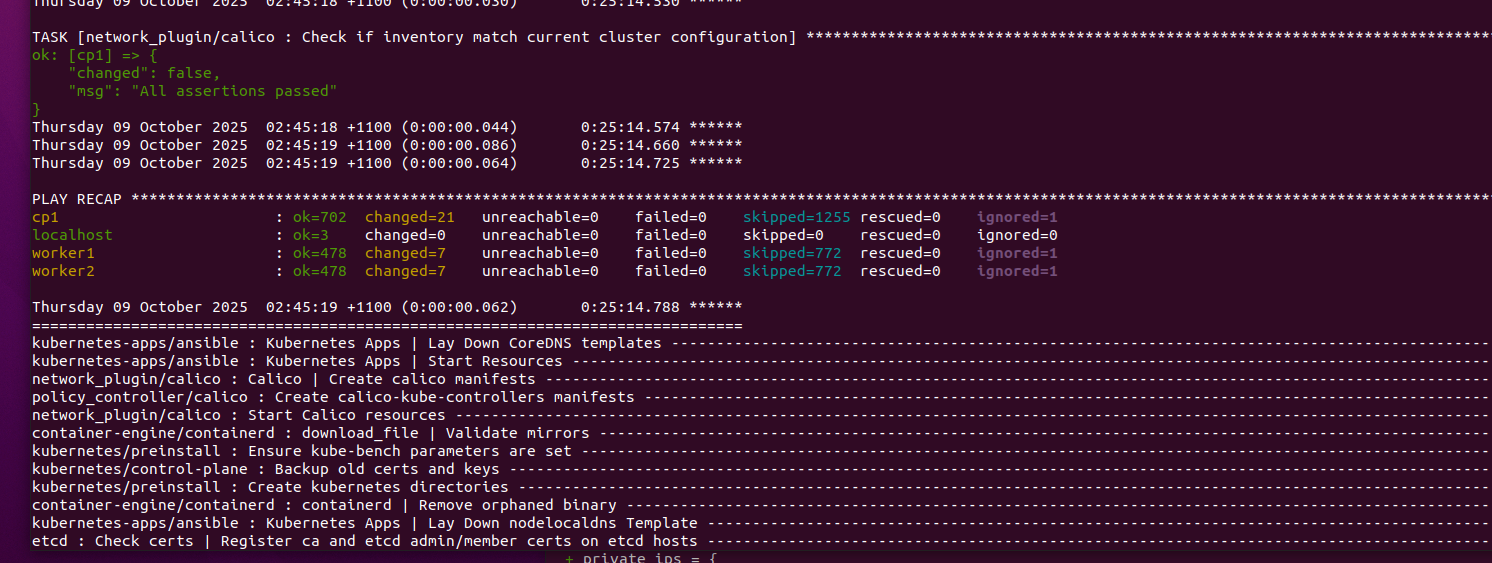 Thursday 09 October 2025  02:45:18 +1100 (0:00:00.030)       0:25:14.530 ******
TASK [network_plugin/calico : Check if inventory match current cluster configuration] ****************************************************************************
ok: [cp1] => {
    "changed": false,
    "msg": "All assertions passed"
}
Thursday 09 October 2025  02:45:18 +1100 (0:00:00.044)       0:25:14.574 ******
Thursday 09 October 2025  02:45:19 +1100 (0:00:00.086)       0:25:14.660 ******
Thursday 09 October 2025  02:45:19 +1100 (0:00:00.064)       0:25:14.725 ******
PLAY RECAP *******************************************************************************************************************************************************
cp1                        : ok=702  changed=21   unreachable=0    failed=0    skipped=1255 rescued=0    ignored=1
localhost                  : ok=3    changed=0    unreachable=0    failed=0    skipped=0    rescued=0    ignored=0
worker1                    : ok=478  changed=7    unreachable=0    failed=0    skipped=772  rescued=0    ignored=1
worker2                    : ok=478  changed=7    unreachable=0    failed=0    skipped=772  rescued=0    ignored=1
Thursday 09 October 2025  02:45:19 +1100 (0:00:00.062)       0:25:14.788 ******
===============================================================================
kubernetes-apps/ansible : Kubernetes Apps | Lay Down CoreDNS templates -------------------------------------------------------------------------------------------
kubernetes-apps/ansible : Kubernetes Apps | Start Resources ------------------------------------------------------------------------------------------------------
network_plugin/calico : Calico | Create calico manifests ---------------------------------------------------------------------------------------------------------
policy_controller/calico : Create calico-kube-controllers manifests ----------------------------------------------------------------------------------------------
network_plugin/calico : Start Calico resources -------------------------------------------------------------------------------------------------------------------
container-engine/containerd : download_file | Validate mirrors ---------------------------------------------------------------------------------------------------
kubernetes/preinstall : Ensure kube-bench parameters are set -----------------------------------------------------------------------------------------------------
kubernetes/control-plane : Backup old certs and keys -------------------------------------------------------------------------------------------------------------
kubernetes/preinstall : Create kubernetes directories ------------------------------------------------------------------------------------------------------------
container-engine/containerd : containerd | Remove orphaned binary ------------------------------------------------------------------------------------------------
kubernetes-apps/ansible : Kubernetes Apps | Lay Down nodelocaldns Template ---------------------------------------------------------------------------------------
etcd : Check certs | Register ca and etcd admin/member certs on etcd hosts ---------------------------------------------------------------------------------------
+ private_ips = {